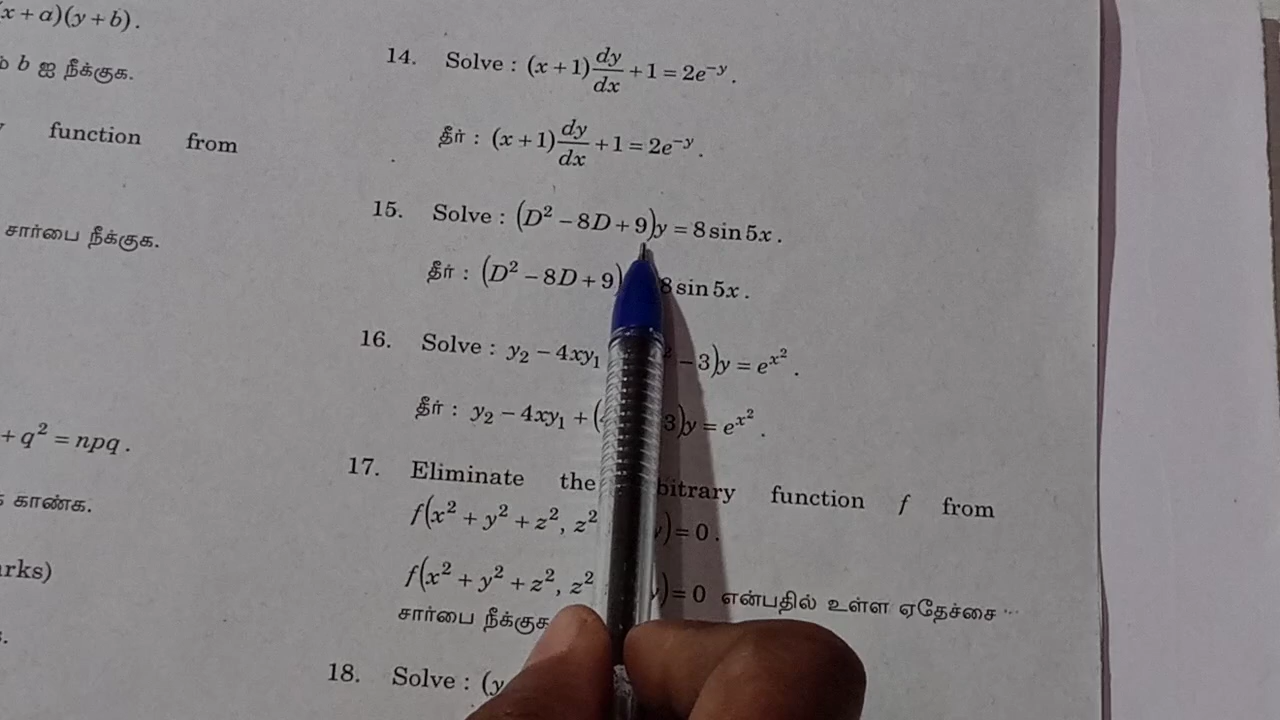 x + a)(y + b).
b ஐ நீக்குக.
function from
சார்பை நீக்குக.
+ q² = npq.
காண்க.
14. Solve : (x + 1) dy/dx + 1 = 2e⁻ʸ.
தீர் : (x + 1) dy/dx + 1 = 2e⁻ʸ.
15. Solve : (D² − 8D + 9)y = 8 sin 5x.
தீர் : (D² − 8D + 9) 8 sin 5x.
16. Solve : y₂ − 4xy₁ − 3)y = e^{x²}.
தீர் : y₂ − 4xy₁ + ( 3)y = e^{x²}.
17. Eliminate the function f from
f(x² + y² + z², z² ) = 0.
f(x² + y² + z², z² ) = 0 என்பதில் உள்ள ஏதேச்சை
சார்பை நீக்குக
18. Solve : (y